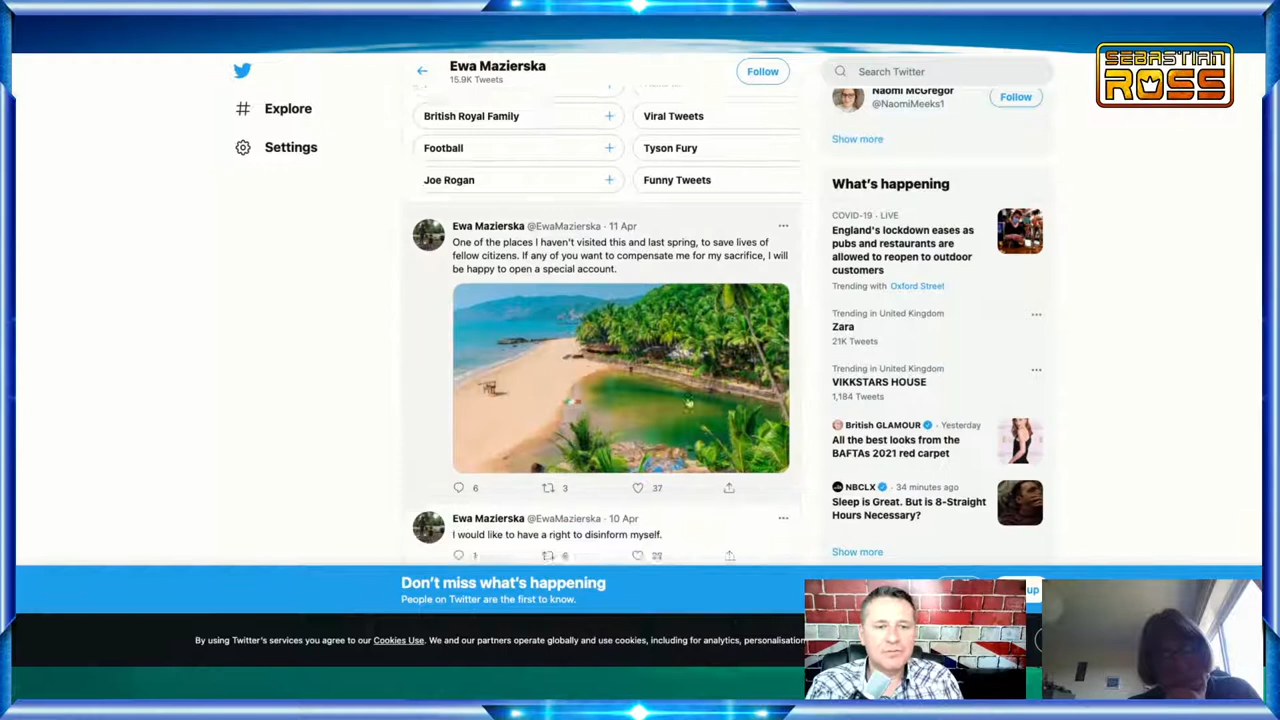 SEBASTIAN
ROSS
Ewa Mazierska
15.9K Tweets
Follow
Search Twitter
Explore
Settings
British Royal Family
Viral Tweets
Football
Tyson Fury
Joe Rogan
Funny Tweets
Ewa Mazierska @EwaMazierska · 11 Apr
One of the places I haven't visited this and last spring, to save lives of
fellow citizens. If any of you want to compensate me for my sacrifice, I will
be happy to open a special account.
6 3 37
Ewa Mazierska @EwaMazierska · 10 Apr
I would like to have a right to disinform myself.
Naomi McGregor
@NaomiMeeks1
Follow
Show more
What's happening
COVID-19 · LIVE
England's lockdown eases as
pubs and restaurants are
allowed to reopen to outdoor
customers
Trending with Oxford Street
Trending in United Kingdom
Zara
21K Tweets
Trending in United Kingdom
VIKKSTARS HOUSE
1,184 Tweets
British GLAMOUR · Yesterday
All the best looks from the
BAFTAs 2021 red carpet
NBCLX · 34 minutes ago
Sleep is Great. But is 8-Straight
Hours Necessary?
Show more
Don't miss what's happening
People on Twitter are the first to know.
up
By using Twitter's services you agree to our Cookies Use. We and our partners operate globally and use cookies, including for analytics, personalisation